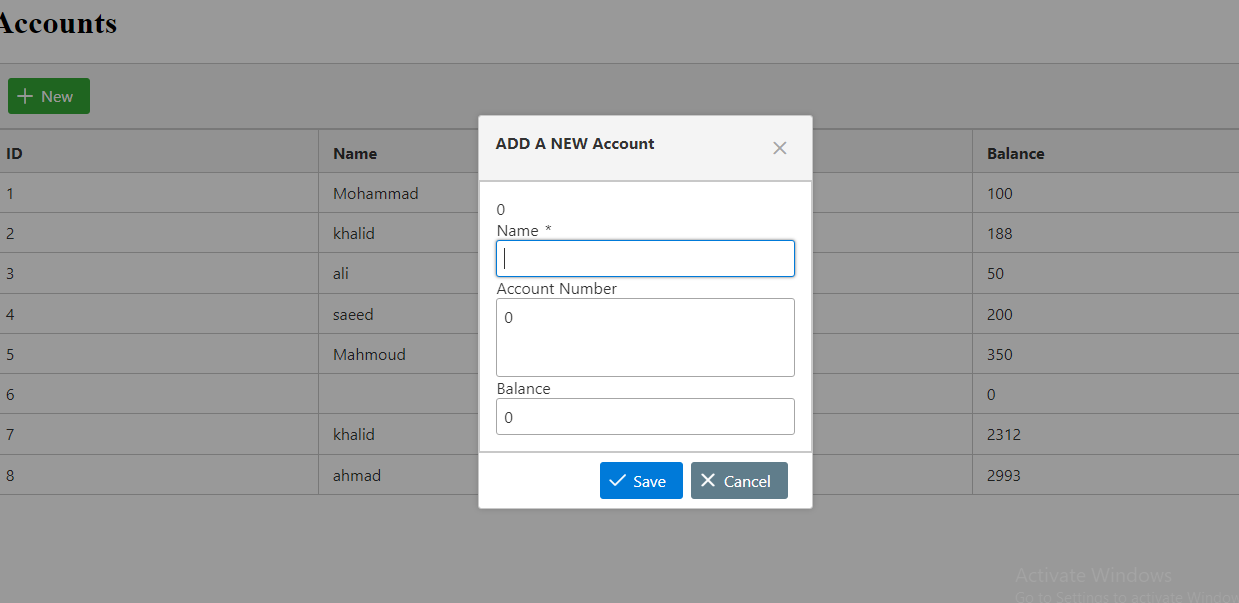 Accounts
New
ADD A NEW Account
ID Name Balance
1 Mohammad 100
2 khalid 188
3 ali 50
4 saeed 200
5 Mahmoud 350
6 0
7 khalid 2312
8 ahmad 2993
0
Name *
Account Number
0
Balance
0
Save Cancel
Activate Windows
Go to Settings to activate Windows